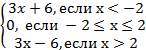 3x + 6, если x < −2
0, если − 2 ≤ x ≤ 2
3x − 6, если x > 2